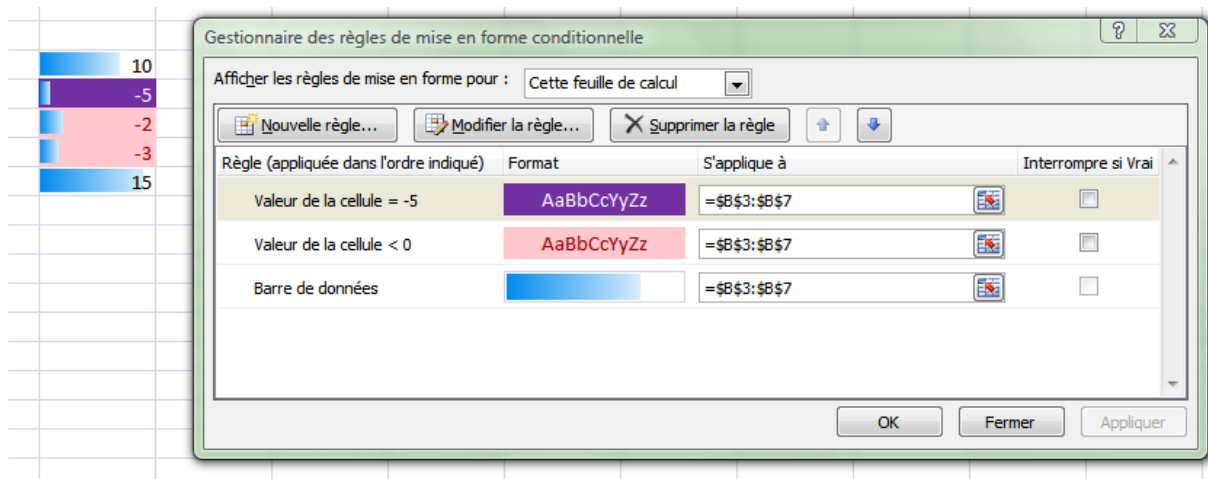 Gestionnaire des règles de mise en forme conditionnelle
10
-5
-2
-3
15
Afficher les règles de mise en forme pour : Cette feuille de calcul
Nouvelle règle... Modifier la règle... Supprimer la règle
Règle (appliquée dans l'ordre indiqué) Format S'applique à Interrompre si Vrai
Valeur de la cellule = -5 AaBbCcYyZz =$B$3:$B$7
Valeur de la cellule < 0 AaBbCcYyZz =$B$3:$B$7
Barre de données =$B$3:$B$7
OK Fermer Appliquer